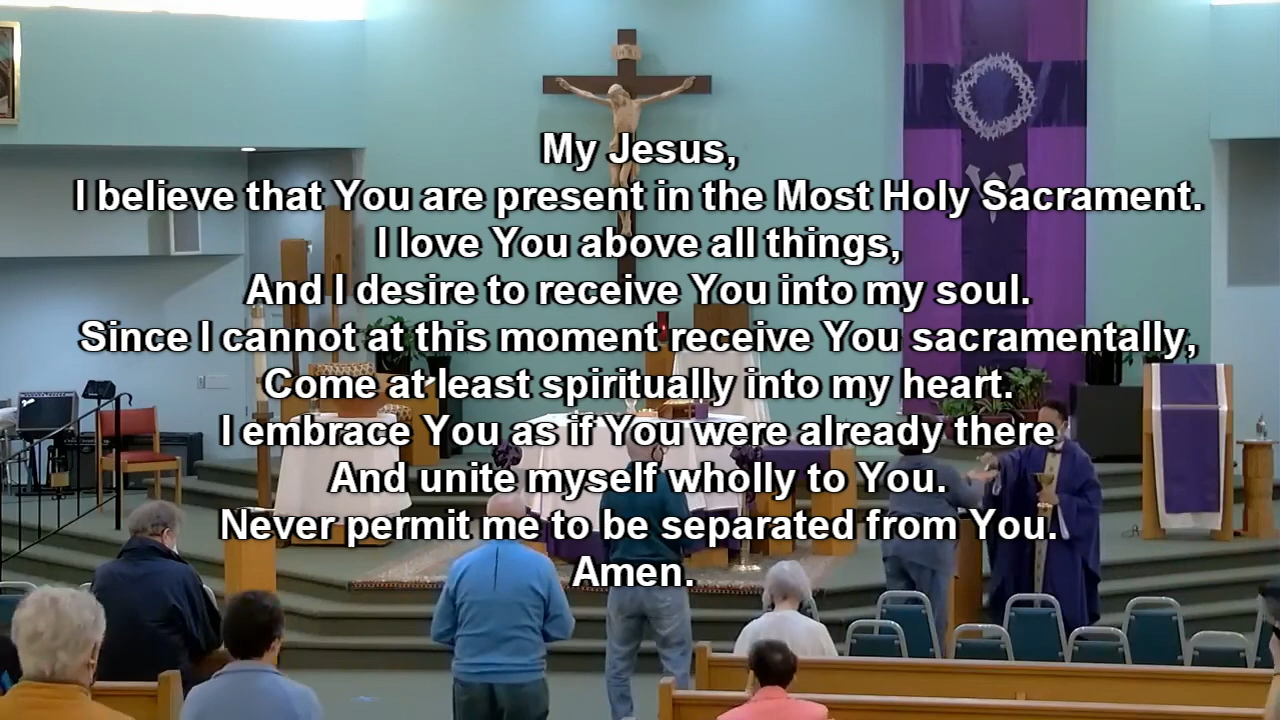 My Jesus,
I believe that You are present in the Most Holy Sacrament.
I love You above all things,
And I desire to receive You into my soul.
Since I cannot at this moment receive You sacramentally,
Come at least spiritually into my heart.
I embrace You as if You were already there
And unite myself wholly to You.
Never permit me to be separated from You.
Amen.